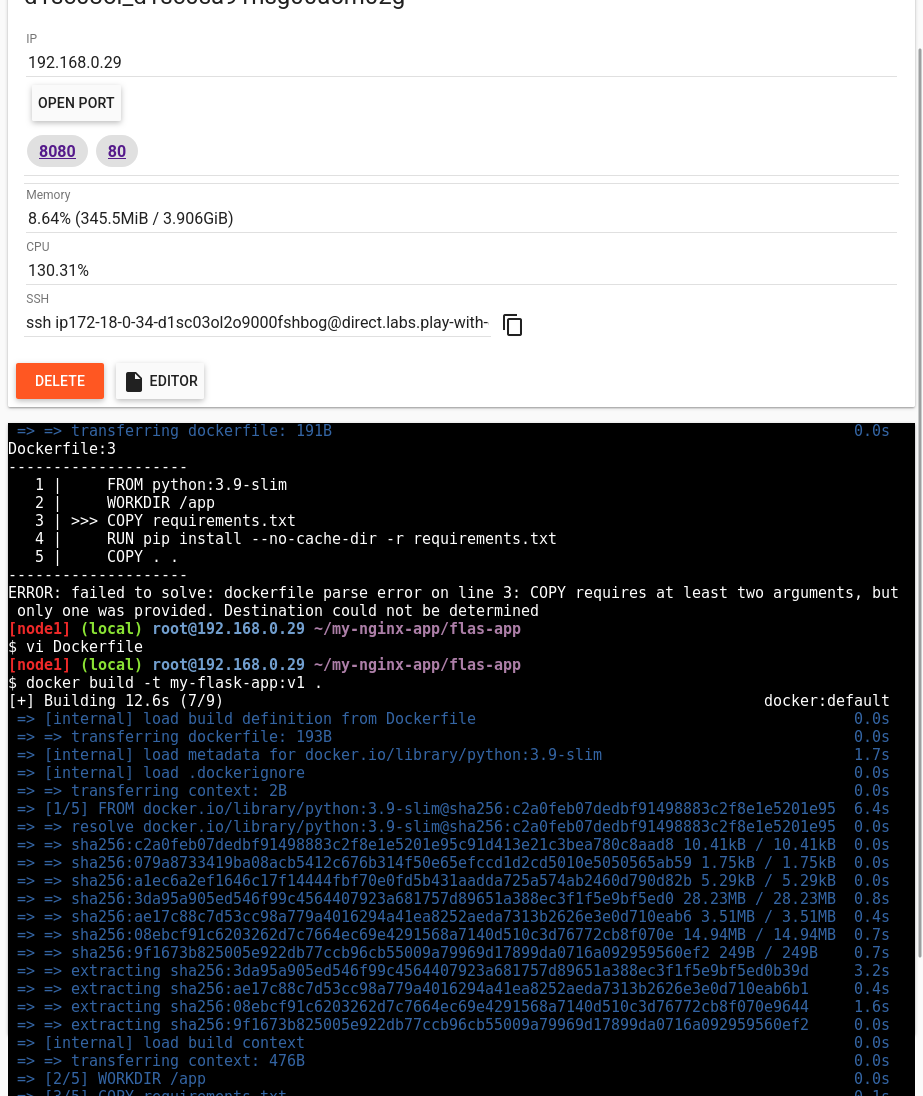 IP
192.168.0.29
OPEN PORT
8080 80
Memory
8.64% (345.5MiB / 3.906GiB)
CPU
130.31%
SSH
ssh ip172-18-0-34-d1sc03ol2o9000fshbog@direct.labs.play-with-
DELETE EDITOR
=> => transferring dockerfile: 191B 0.0s
Dockerfile:3
--------------------
1 | FROM python:3.9-slim
2 | WORKDIR /app
3 | >>> COPY requirements.txt
4 | RUN pip install --no-cache-dir -r requirements.txt
5 | COPY . .
--------------------
ERROR: failed to solve: dockerfile parse error on line 3: COPY requires at least two arguments, but
only one was provided. Destination could not be determined
[node1] (local) root@192.168.0.29 ~/my-nginx-app/flas-app
$ vi Dockerfile
[node1] (local) root@192.168.0.29 ~/my-nginx-app/flas-app
$ docker build -t my-flask-app:v1 .
[+] Building 12.6s (7/9) docker:default
=> [internal] load build definition from Dockerfile 0.0s
=> => transferring dockerfile: 193B 0.0s
=> [internal] load metadata for docker.io/library/python:3.9-slim 1.7s
=> [internal] load .dockerignore 0.0s
=> => transferring context: 2B 0.0s
=> [1/5] FROM docker.io/library/python:3.9-slim@sha256:c2a0feb07dedbf91498883c2f8e1e5201e95 6.4s
=> => resolve docker.io/library/python:3.9-slim@sha256:c2a0feb07dedbf91498883c2f8e1e5201e95 0.0s
=> => sha256:c2a0feb07dedbf91498883c2f8e1e5201e95c91d413e21c3bea780c8aad8 10.41kB / 10.41kB 0.0s
=> => sha256:079a8733419ba08acb5412c676b314f50e65efccd1d2cd5010e5050565ab59 1.75kB / 1.75kB 0.0s
=> => sha256:a1ec6a2ef1646c17f14444fbf70e0fd5b431aadda725a574ab2460d790d82b 5.29kB / 5.29kB 0.0s
=> => sha256:3da95a905ed546f99c4564407923a681757d89651a388ec3f1f5e9bf5ed0 28.23MB / 28.23MB 0.8s
=> => sha256:ae17c88c7d53cc98a779a4016294a41ea8252aeda7313b2626e3e0d710eab6 3.51MB / 3.51MB 0.4s
=> => sha256:08ebcf91c6203262d7c7664ec69e4291568a7140d510c3d76772cb8f070e 14.94MB / 14.94MB 0.7s
=> => sha256:9f1673b825005e922db77ccb96cb55009a79969d17899da0716a092959560ef2 249B / 249B 0.7s
=> => extracting sha256:3da95a905ed546f99c4564407923a681757d89651a388ec3f1f5e9bf5ed0b39d 3.2s
=> => extracting sha256:ae17c88c7d53cc98a779a4016294a41ea8252aeda7313b2626e3e0d710eab6b1 0.4s
=> => extracting sha256:08ebcf91c6203262d7c7664ec69e4291568a7140d510c3d76772cb8f070e9644 1.6s
=> => extracting sha256:9f1673b825005e922db77ccb96cb55009a79969d17899da0716a092959560ef2 0.0s
=> [internal] load build context 0.0s
=> => transferring context: 476B 0.0s
=> [2/5] WORKDIR /app 0.0s
=> [3/5] COPY requirements.txt 0.1s